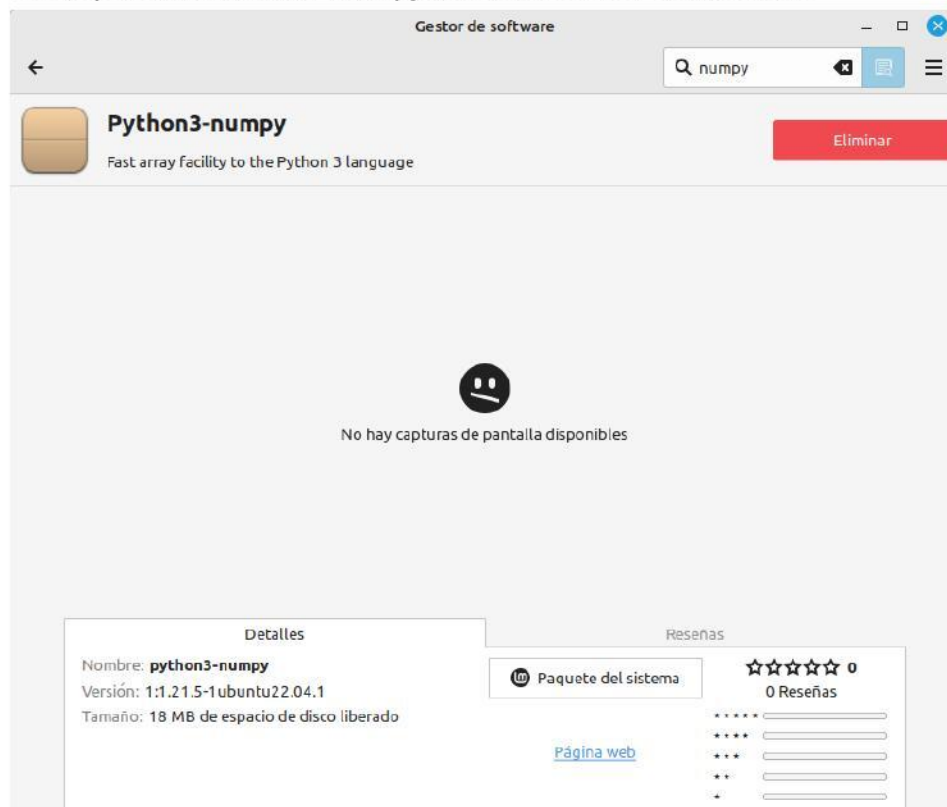 Gestor de software
numpy
Python3-numpy
Eliminar
Fast array facility to the Python 3 language
No hay capturas de pantalla disponibles
Detalles
Reseñas
Nombre: python3-numpy
Versión: 1:1.21.5-1ubuntu22.04.1
Tamaño: 18 MB de espacio de disco liberado
Paquete del sistema
Página web
0
0 Reseñas